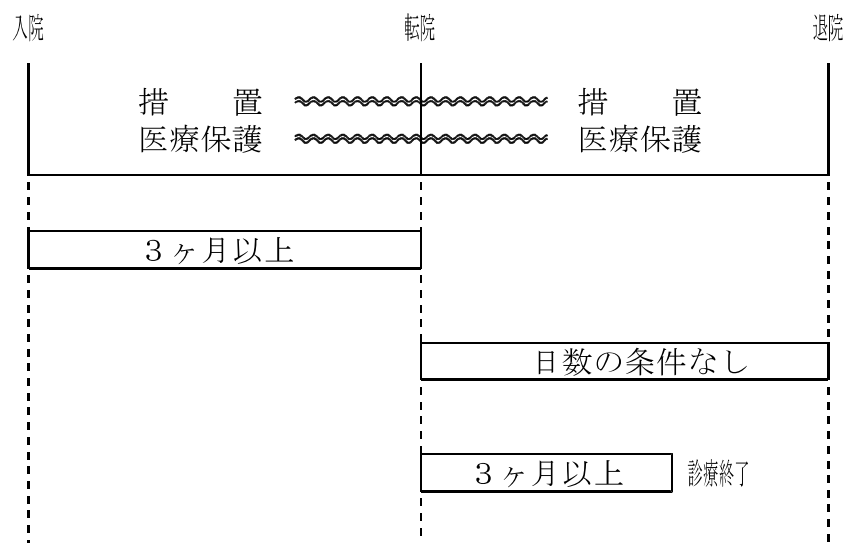 入院 転院 退院
措 置 措 置
医療保護 医療保護
3ヶ月以上
日数の条件なし
3ヶ月以上 診療終了